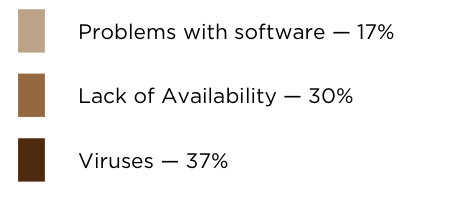 Problems with software — 17%
Lack of Availability — 30%
Viruses — 37%